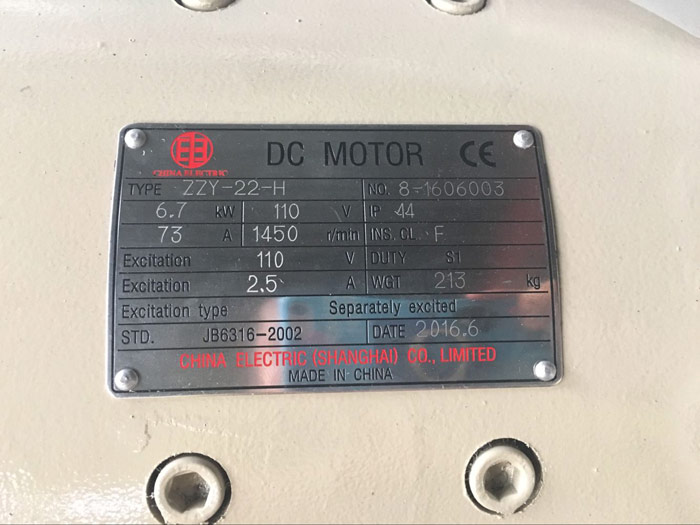 DC MOTOR CE
CHINA ELECTRIC
TYPE ZZY-22-H NO. 8-1606003
6.7 kW 110 V IP 44
73 A 1450 r/min INS.CL. F
Excitation 110 V DUTY S1
Excitation 2.5 A WGT 213 kg
Excitation type Separately excited
STD. JB6316-2002 DATE 2016.6
CHINA ELECTRIC (SHANGHAI) CO., LIMITED
MADE IN CHINA